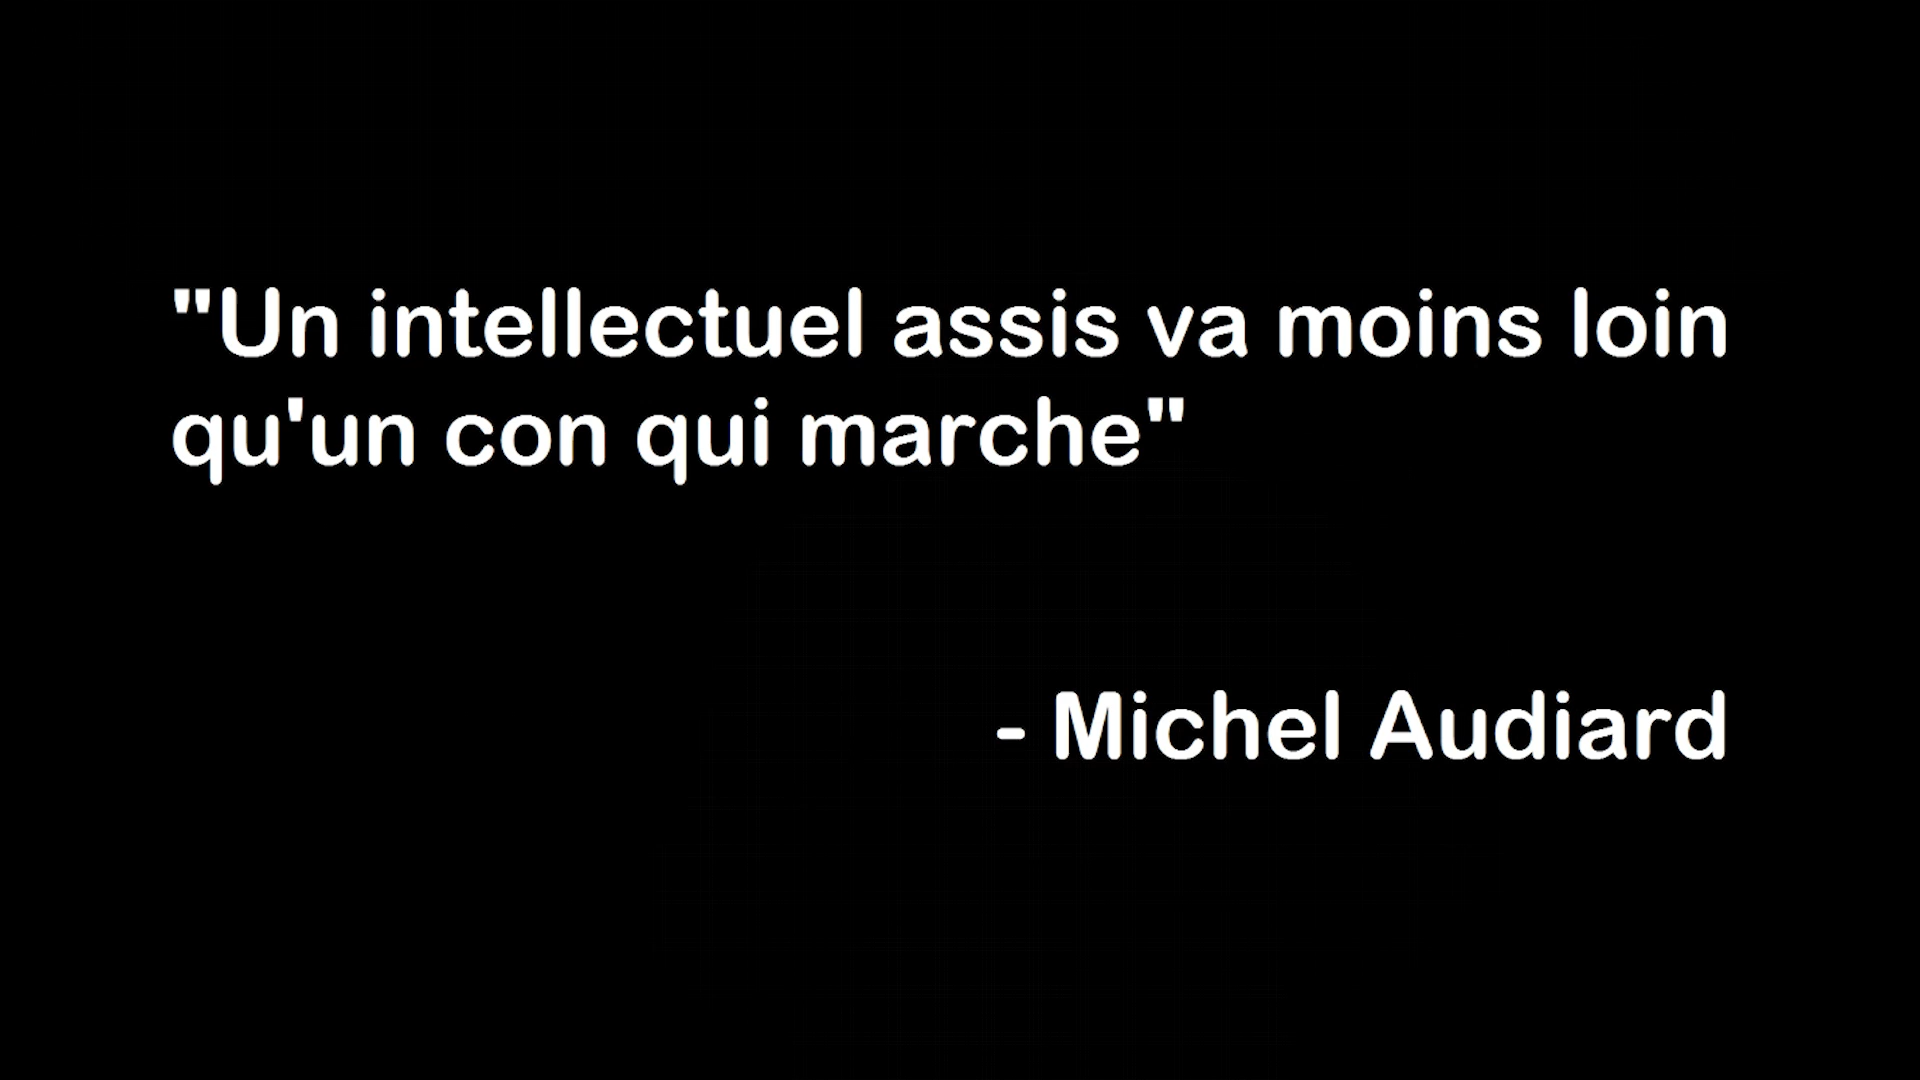 "Un intellectuel assis va moins loin
qu'un con qui marche"
- Michel Audiard